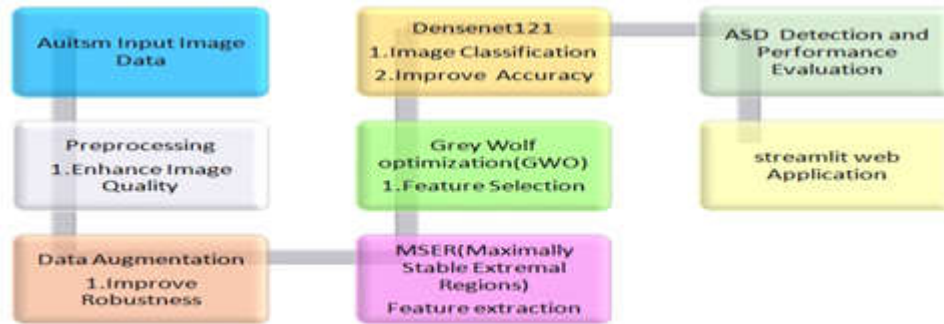 Auitsm Input Image
Data
Preprocessing
1.Enhance Image
Quality
Data Augmentation
1.Improve
Robustness
MSER(Maximally
Stable Extremal
Regions)
Feature extraction
Grey Wolf
optimization(GWO)
1.Feature Selection
Densenet121
1.Image Classification
2.Improve Accuracy
ASD Detection and
Performance
Evaluation
streamlit web
Application